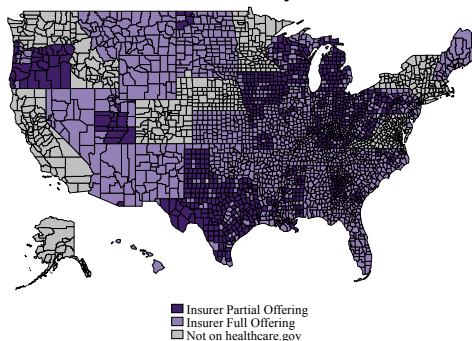 Insurer Partial Offering
Insurer Full Offering
Not on healthcare.gov